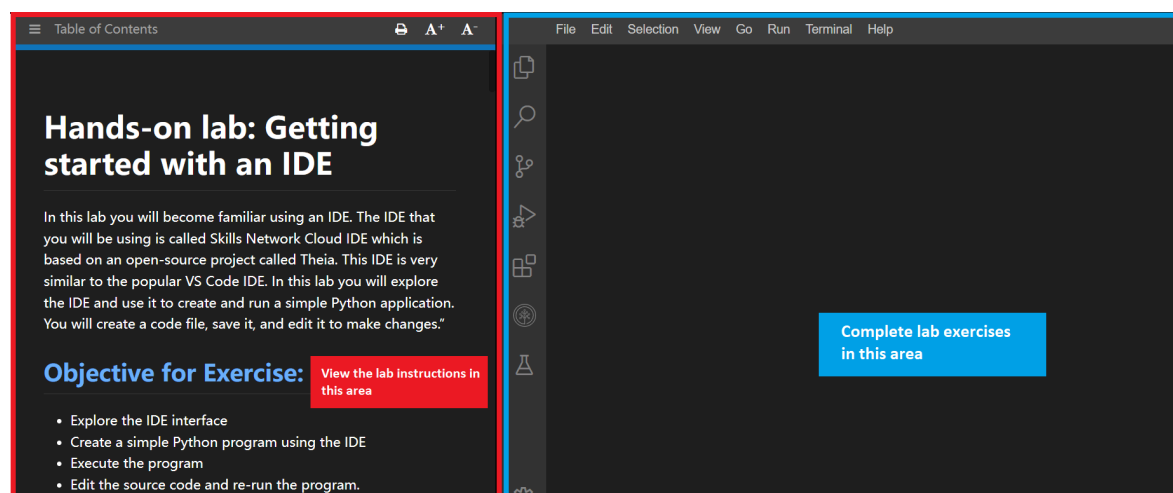 Table of Contents A+ A-
File Edit Selection View Go Run Terminal Help
Hands-on lab: Getting
started with an IDE
In this lab you will become familiar using an IDE. The IDE that
you will be using is called Skills Network Cloud IDE which is
based on an open-source project called Theia. This IDE is very
similar to the popular VS Code IDE. In this lab you will explore
the IDE and use it to create and run a simple Python application.
You will create a code file, save it, and edit it to make changes.”
Objective for Exercise:
View the lab instructions in
this area
• Explore the IDE interface
• Create a simple Python program using the IDE
• Execute the program
• Edit the source code and re-run the program.
Complete lab exercises
in this area